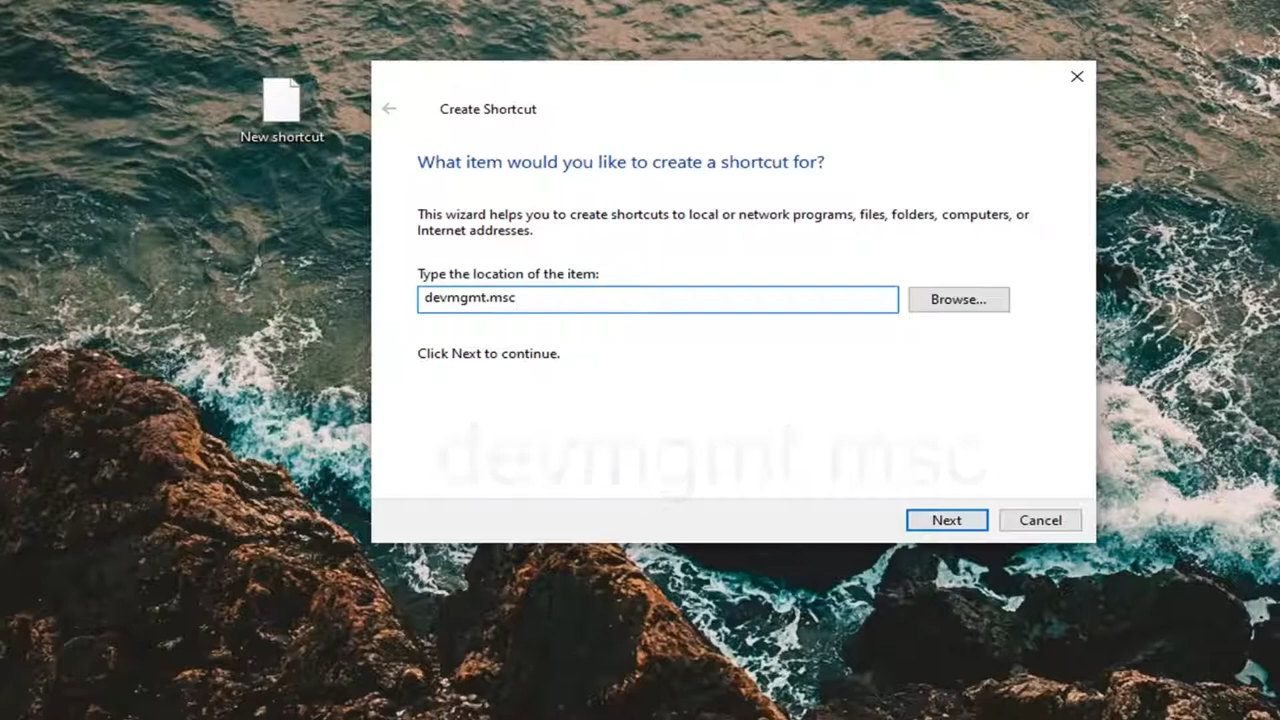 New shortcut
Create Shortcut
What item would you like to create a shortcut for?
This wizard helps you to create shortcuts to local or network programs, files, folders, computers, or
Internet addresses.
Type the location of the item:
devmgmt.msc
Browse...
Click Next to continue.
devmgmt.msc
Next
Cancel